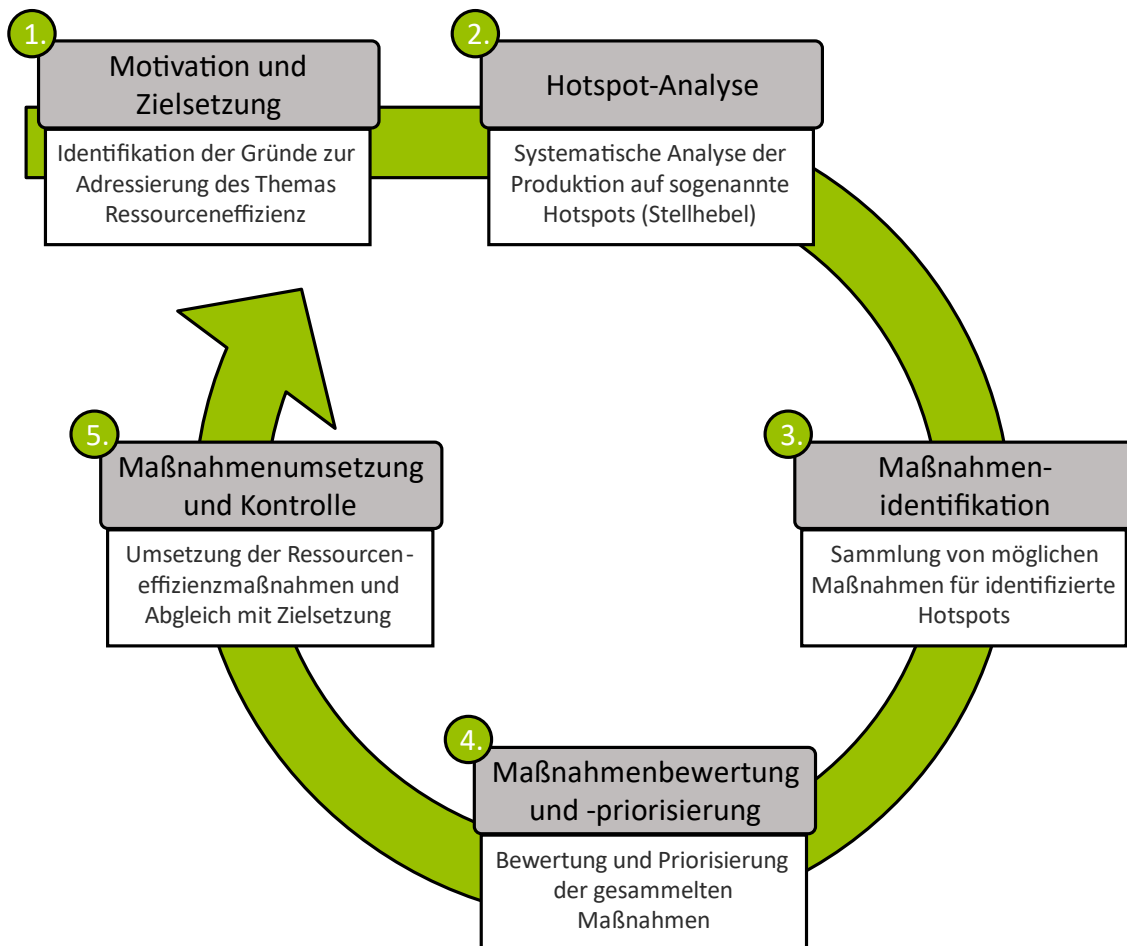 1.
Motivation und
Zielsetzung
Identifikation der Gründe zur
Adressierung des Themas
Ressourceneffizienz
2.
Hotspot-Analyse
Systematische Analyse der
Produktion auf sogenannte
Hotspots (Stellhebel)
3.
Maßnahmen-
identifikation
Sammlung von möglichen
Maßnahmen für identifizierte
Hotspots
4.
Maßnahmenbewertung
und -priorisierung
Bewertung und Priorisierung
der gesammelten
Maßnahmen
5.
Maßnahmenumsetzung
und Kontrolle
Umsetzung der Ressourcen-
effizienzmaßnahmen und
Abgleich mit Zielsetzung